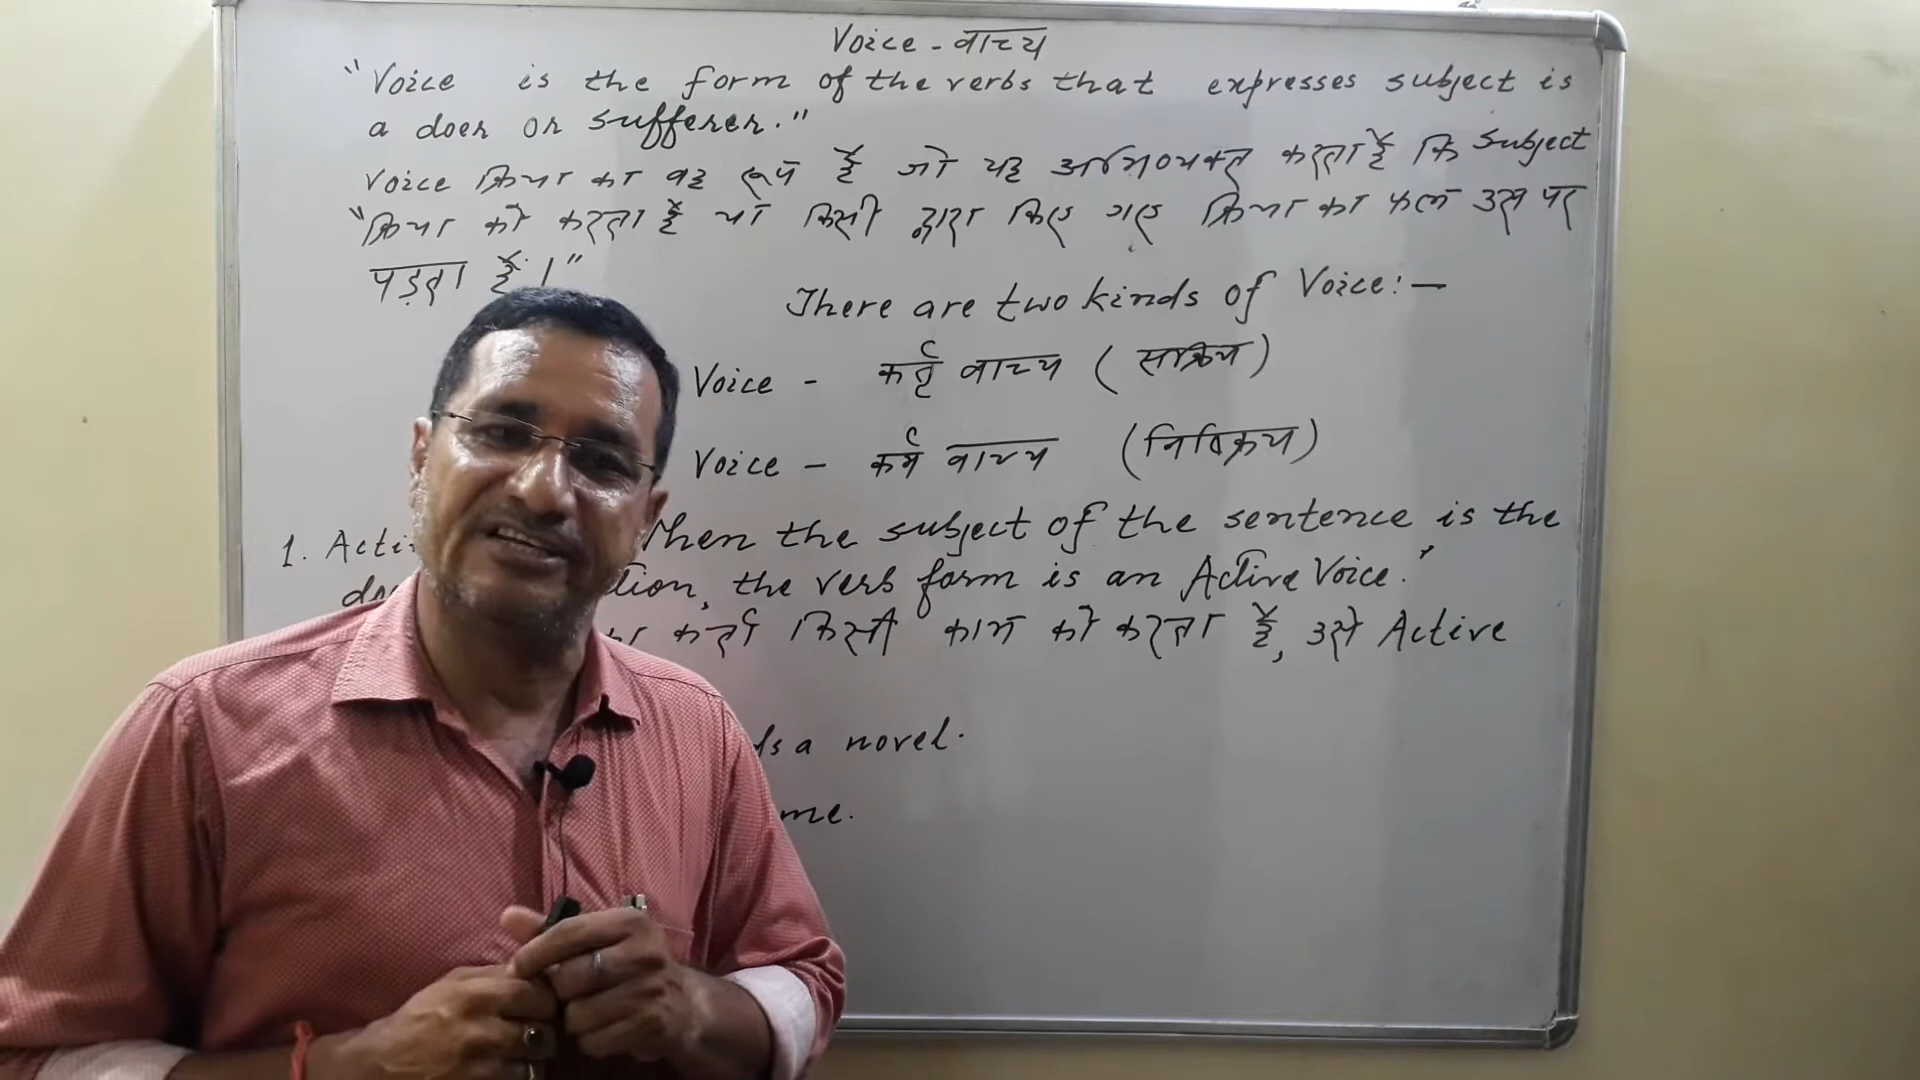 Voice - वाच्य
"Voice is the form of the verbs that expresses subject is
a doer or sufferer."
Voice क्रिया का वह रूप है जो यह अभिव्यक्त करता है कि Subject
"क्रिया को करता है या किसी द्वारा किए गए क्रिया का फल उस पर
पड़ता है।"
There are two kinds of Voice:-
Voice - कर्तृ वाच्य (सक्रिय)
Voice - कर्म वाच्य (निष्क्रिय)
1. Acti When the subject of the sentence is the
do tion, the verb form is an Active Voice."
का कर्ता किसी काम को करता है, उसे Active
ds a novel.
me.